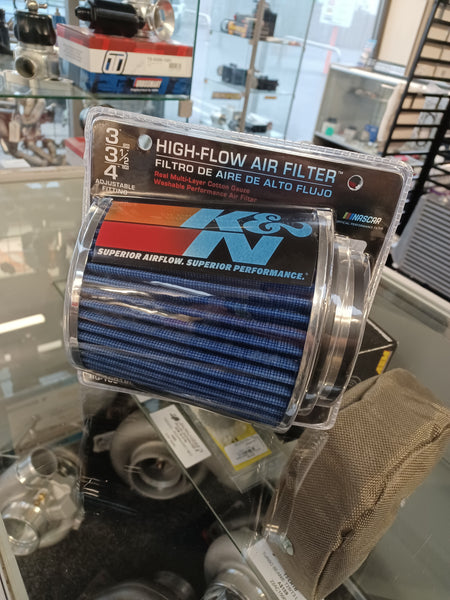 3"
3½"
4"
ADJUSTABLE
FITTING
HIGH-FLOW AIR FILTER™
FILTRO DE AIRE DE ALTO FLUJO
Real Multi-Layer Cotton Gauze
Washable Performance Air Filter
NASCAR
K&N
SUPERIOR AIRFLOW. SUPERIOR PERFORMANCE.